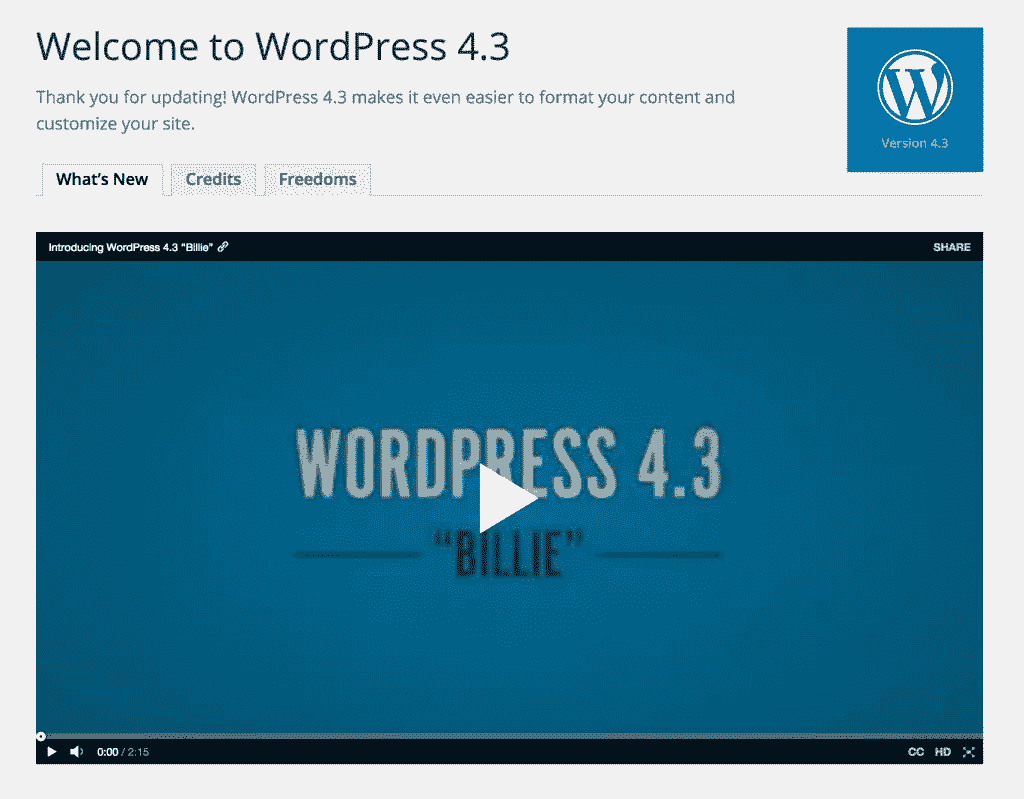 Welcome to WordPress 4.3
Thank you for updating! WordPress 4.3 makes it even easier to format your content and
customize your site.
W
Version 4.3
What's New
Credits
Freedoms
Introducing WordPress 4.3 "Billie"
SHARE
WORDPRESS 4.3
"BILLIE"
0:00 / 2:15
CC HD